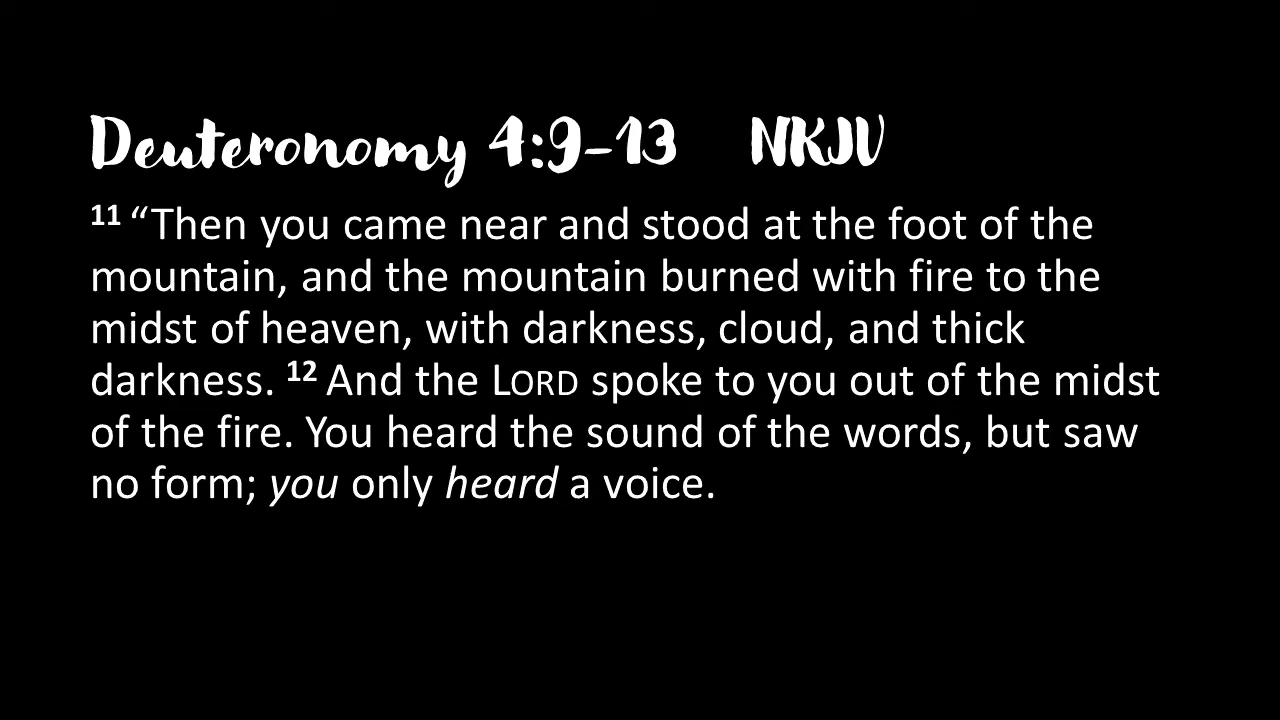 Deuteronomy 4:9-13 NKJV
11 “Then you came near and stood at the foot of the
mountain, and the mountain burned with fire to the
midst of heaven, with darkness, cloud, and thick
darkness. 12 And the LORD spoke to you out of the midst
of the fire. You heard the sound of the words, but saw
no form; you only heard a voice.